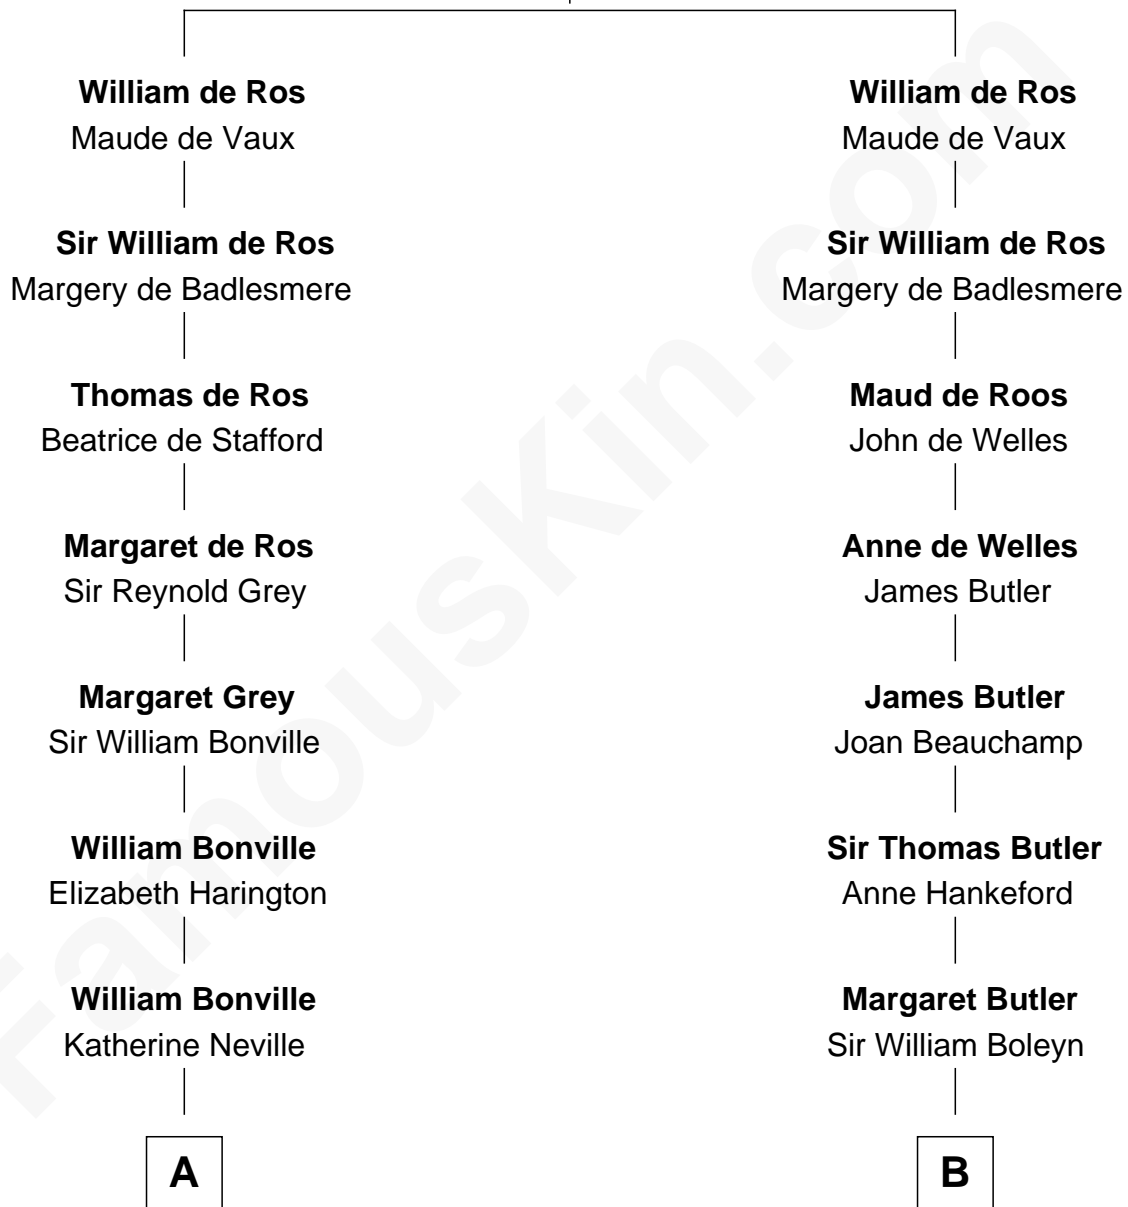 William de Ros
Maude de Vaux
Sir William de Ros
Margery de Badlesmere
Thomas de Ros
Beatrice de Stafford
Margaret de Ros
Sir Reynold Grey
Margaret Grey
Sir William Bonville
William Bonville
Elizabeth Harington
William Bonville
Katherine Neville
A
William de Ros
Maude de Vaux
Sir William de Ros
Margery de Badlesmere
Maud de Roos
John de Welles
Anne de Welles
James Butler
James Butler
Joan Beauchamp
Sir Thomas Butler
Anne Hankeford
Margaret Butler
Sir William Boleyn
B
FamousKin.com